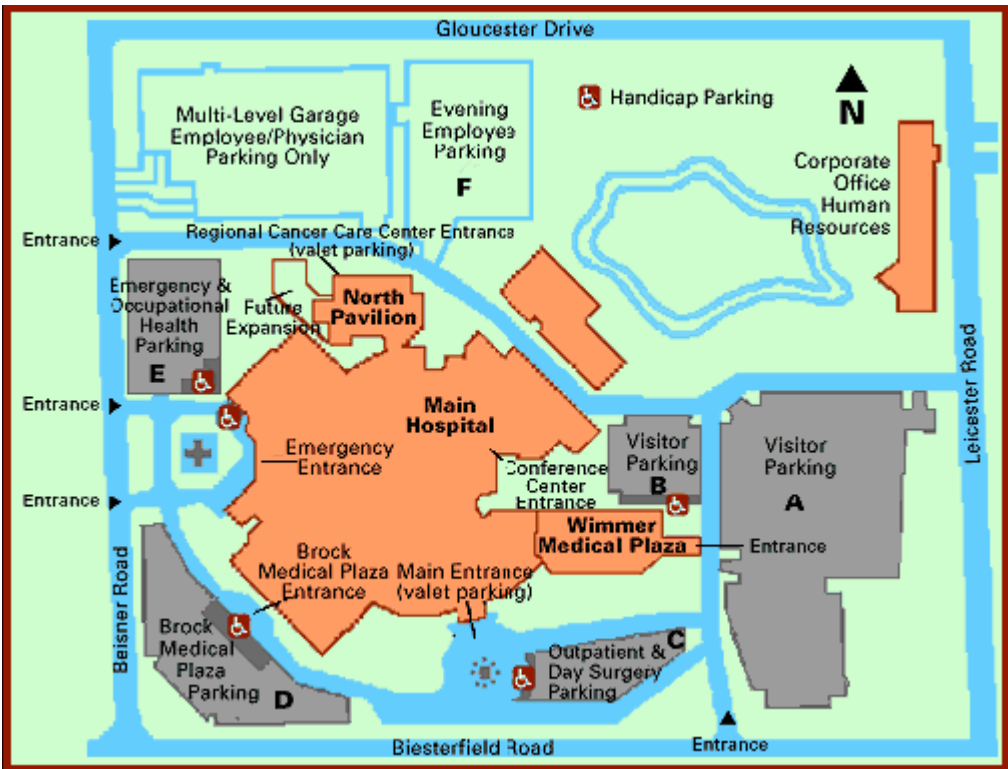 Gloucester Drive
Multi-Level Garage
Employee/Physician
Parking Only
Evening
Employee
Parking
F
Handicap Parking
N
Corporate
Office
Human
Resources
Entrance
Regional Cancer Care Center Entrance
(valet parking)
Emergency &
Occupational
Health
Parking
E
Future
Expansion
North
Pavilion
Entrance
Main
Hospital
Emergency
Entrance
Conference
Center
Entrance
Visitor
Parking
B
Visitor
Parking
A
Leicester Road
Entrance
Wimmer
Medical Plaza
Entrance
Brock
Medical Plaza
Entrance
Main Entrance
(valet parking)
Beisner Road
Brock
Medical
Plaza
Parking
D
C
Outpatient &
Day Surgery
Parking
Biesterfield Road
Entrance